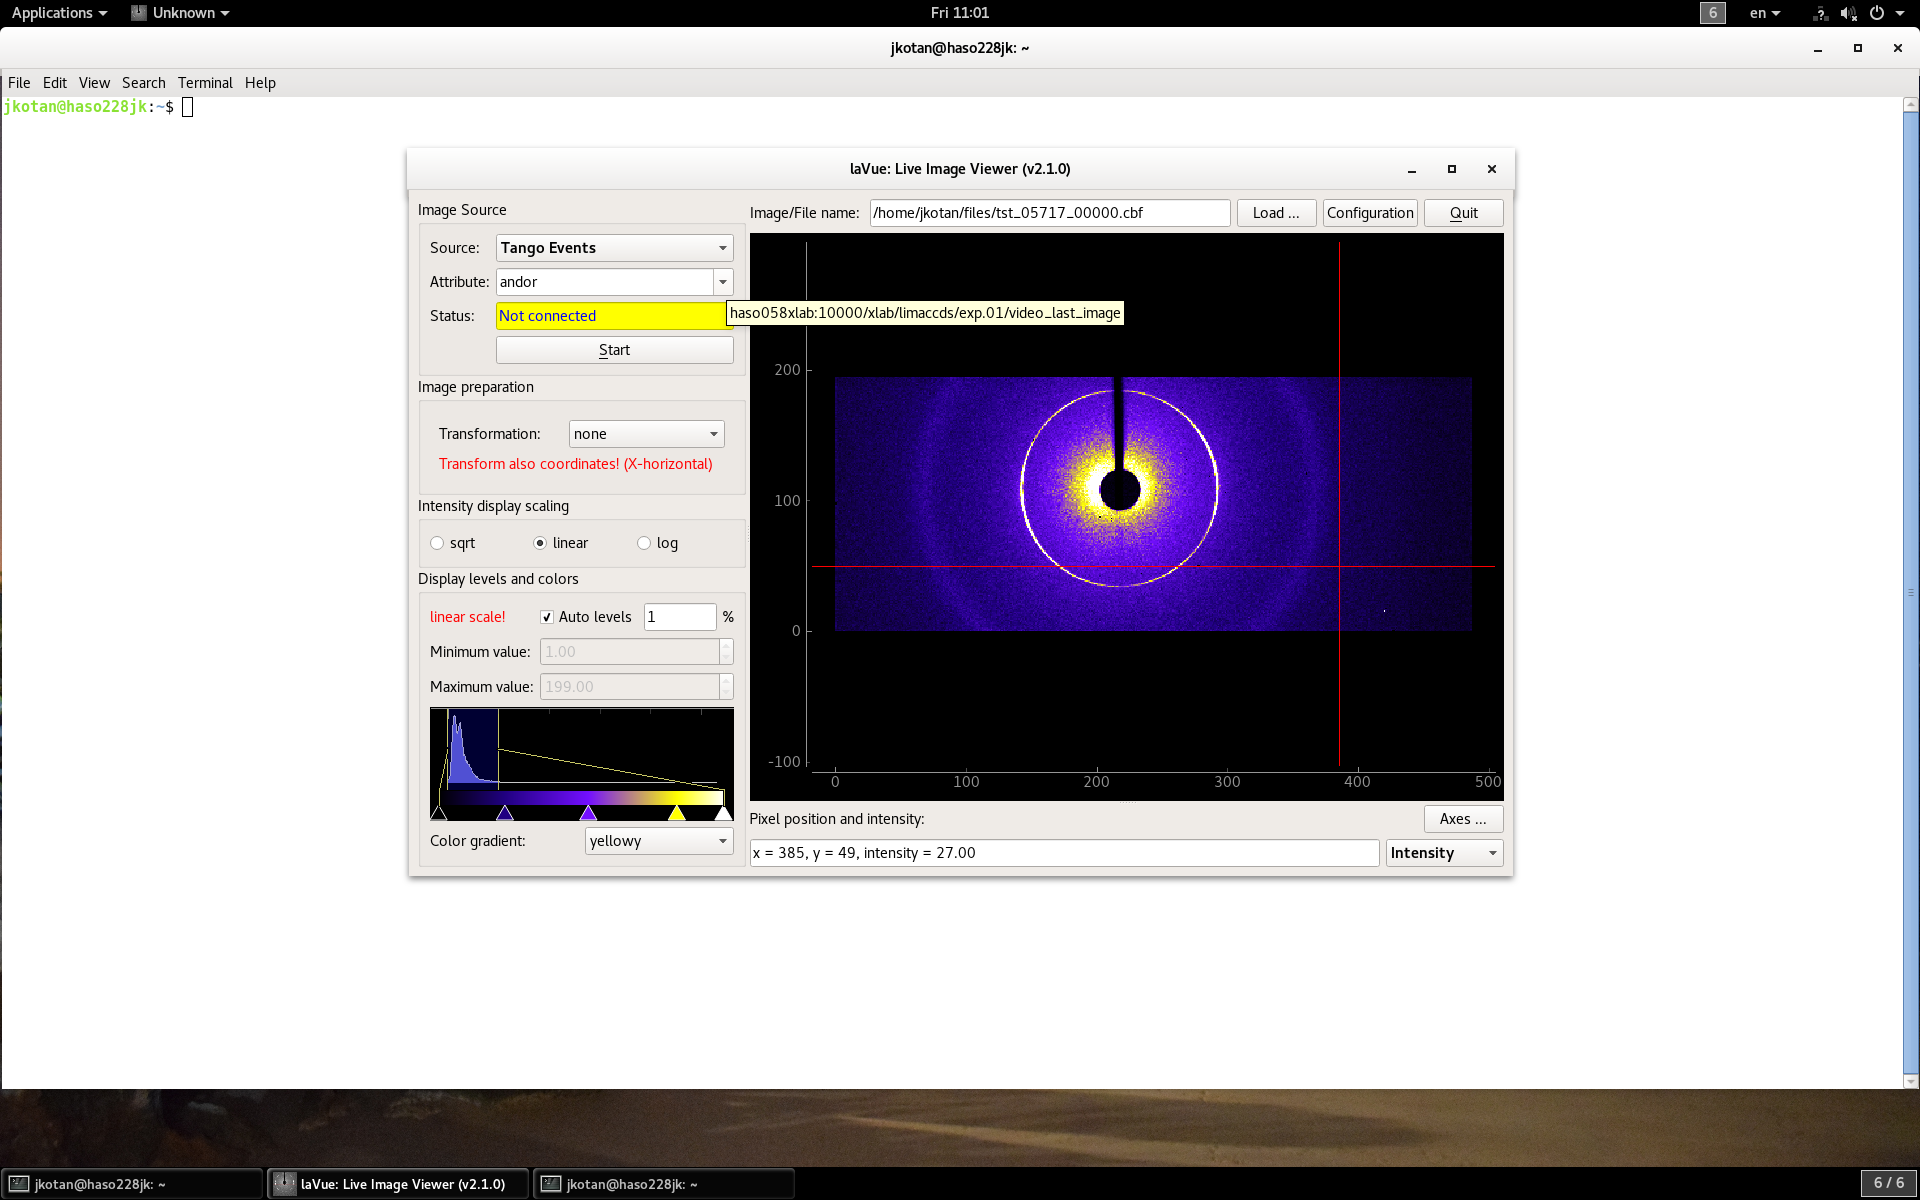 Applications Unknown Fri 11:01 6 en
jkotan@haso228jk: ~
File Edit View Search Terminal Help
jkotan@haso228jk:~$
laVue: Live Image Viewer (v2.1.0)
Image Source
Source: Tango Events
Attribute: andor
Status: Not connected
Start
Image preparation
Transformation: none
Transform also coordinates! (X-horizontal)
Intensity display scaling
sqrt linear log
Display levels and colors
linear scale! Auto levels 1 %
Minimum value: 1.00
Maximum value: 199.00
Color gradient: yellowy
Image/File name: /home/jkotan/files/tst_05717_00000.cbf Load ... Configuration Quit
haso058xlab:10000/xlab/limaccds/exp.01/video_last_image
200
100
0
-100
0 100 200 300 400 500
Pixel position and intensity: Axes ...
x = 385, y = 49, intensity = 27.00 Intensity
jkotan@haso228jk: ~ laVue: Live Image Viewer (v2.1.0) jkotan@haso228jk: ~ 6 / 6